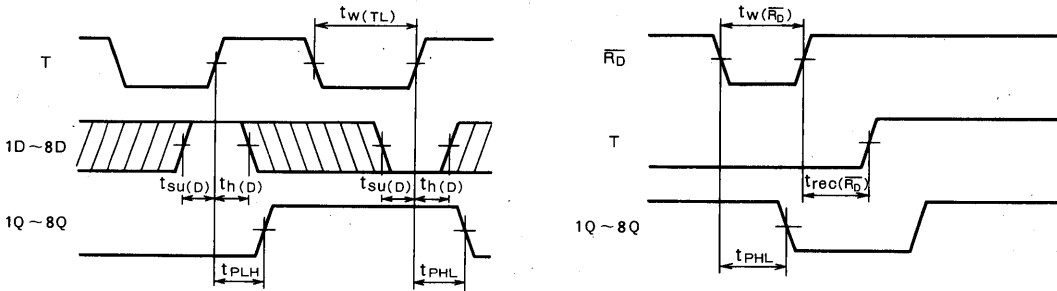 tw(TL)
T
1D~8D
tsu(D)
th(D)
tsu(D)
th(D)
1Q~8Q
tPLH
tPHL
tw(R̅D̅)
R̅D̅
T
trec(R̅D̅)
1Q~8Q
tPHL